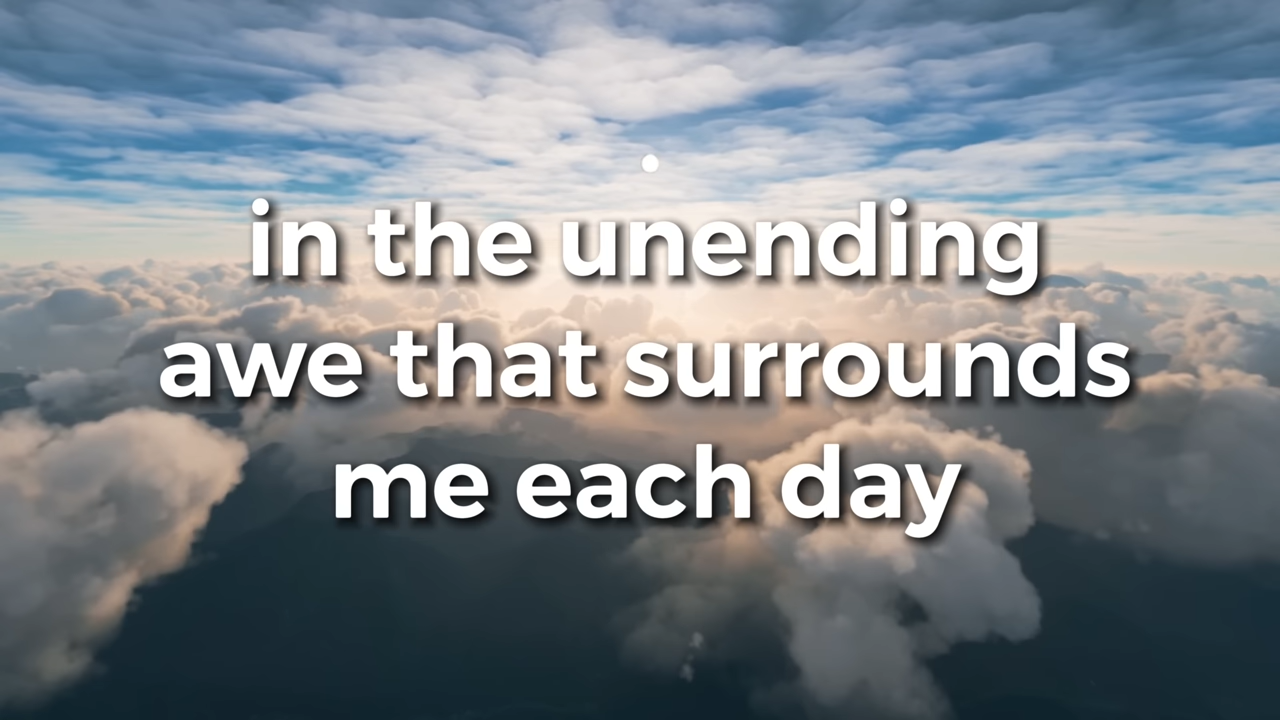 in the unending
awe that surrounds
me each day